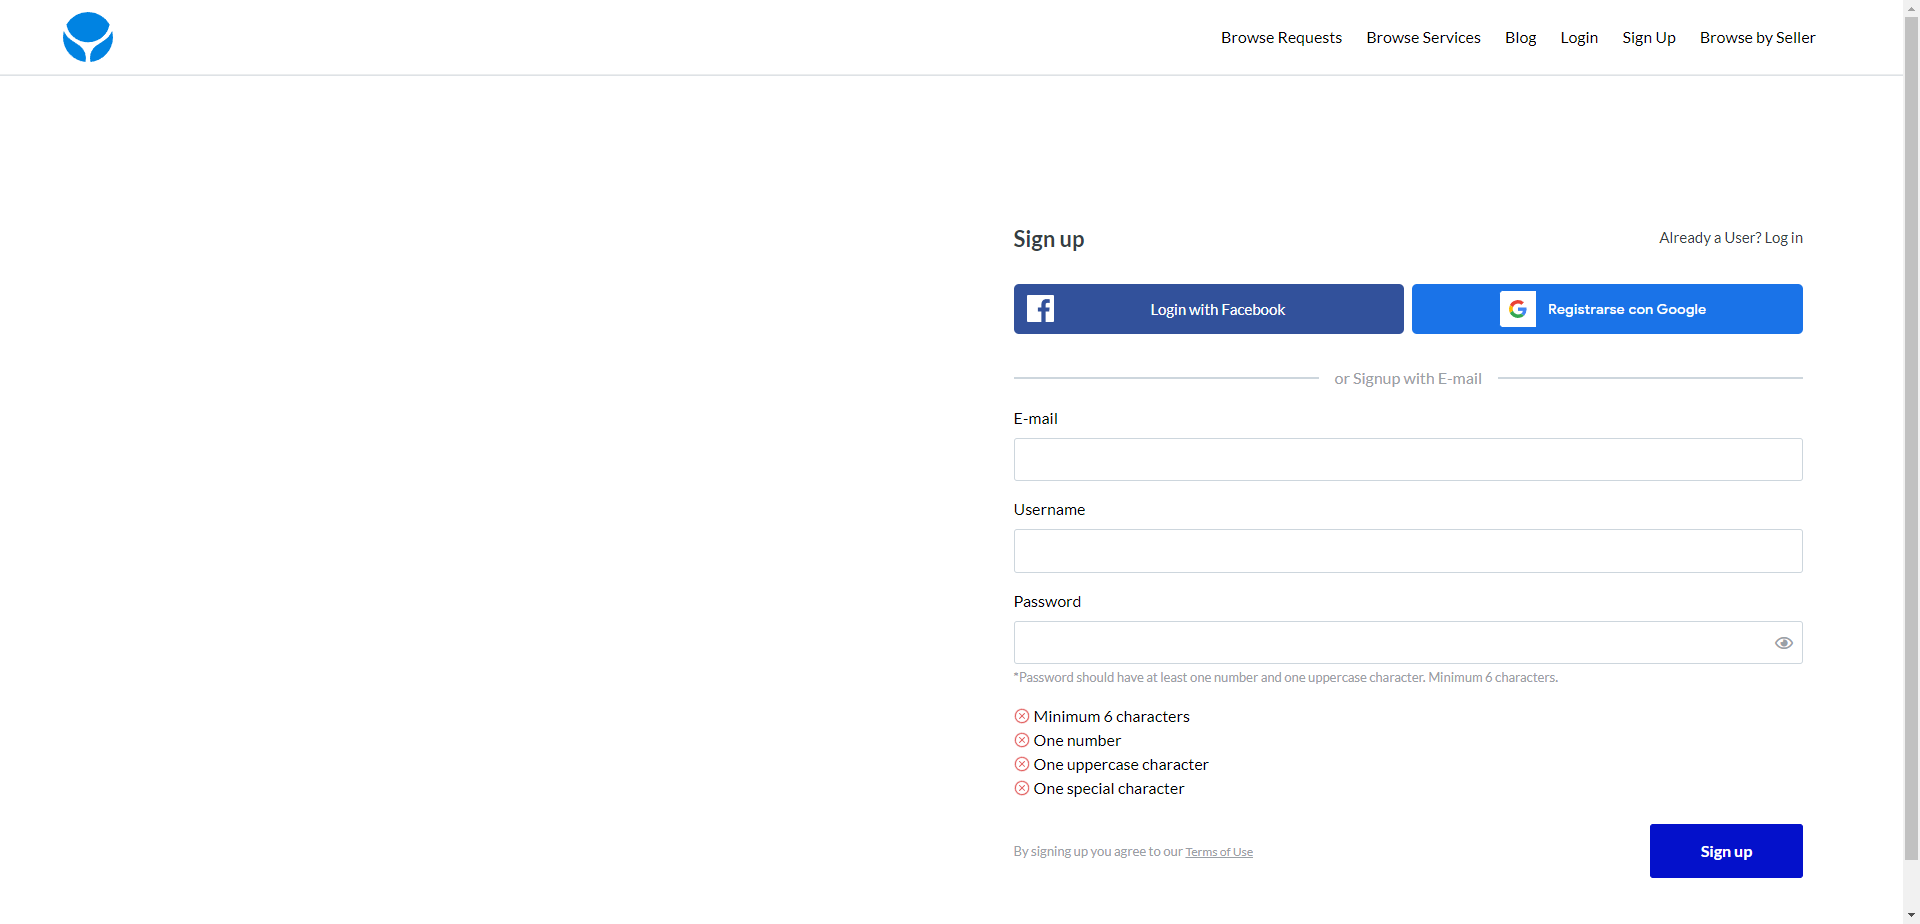 Browse Requests Browse Services Blog Login Sign Up Browse by Seller
Sign up Already a User? Log in
Login with Facebook Registrarse con Google
or Signup with E-mail
E-mail
Username
Password
*Password should have at least one number and one uppercase character. Minimum 6 characters.
Minimum 6 characters
One number
One uppercase character
One special character
By signing up you agree to our Terms of Use Sign up